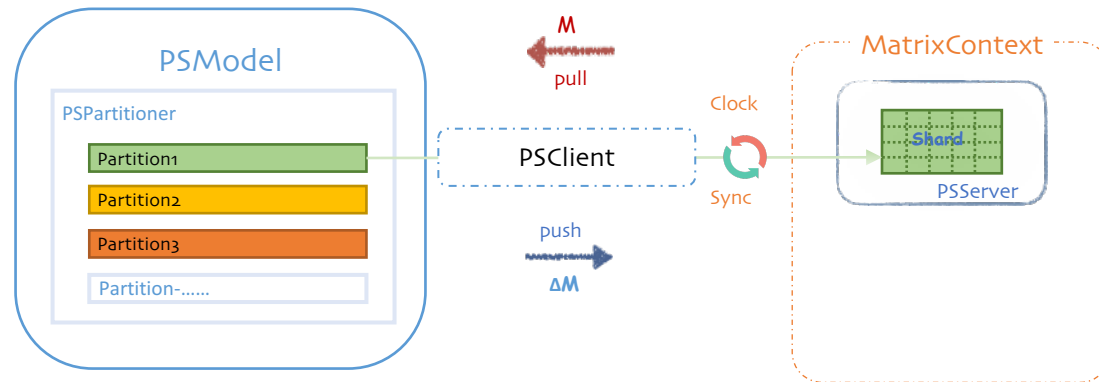 PSModel
PSPartitioner
Partition1
Partition2
Partition3
Partition-......
M
pull
PSClient
push
ΔM
Clock
Sync
MatrixContext
Shard
PSServer